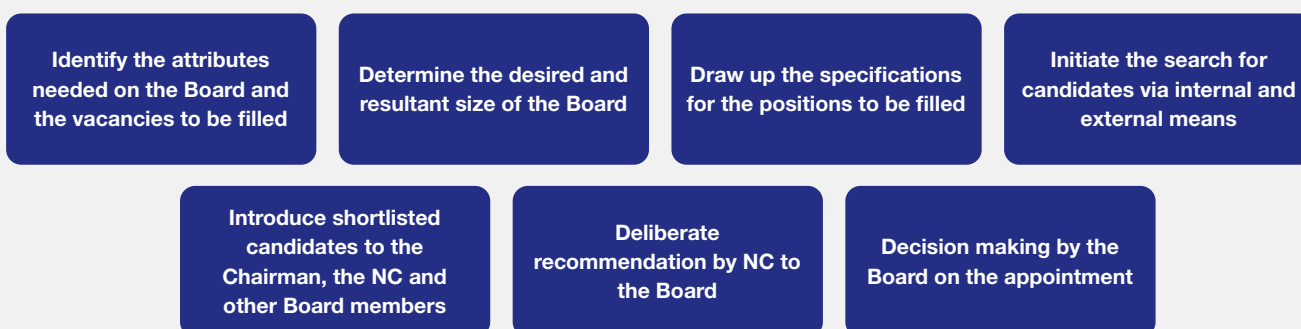 Identify the attributes
needed on the Board and
the vacancies to be filled
Determine the desired and
resultant size of the Board
Draw up the specifications
for the positions to be filled
Initiate the search for
candidates via internal and
external means
Introduce shortlisted
candidates to the
Chairman, the NC and
other Board members
Deliberate
recommendation by NC to
the Board
Decision making by the
Board on the appointment